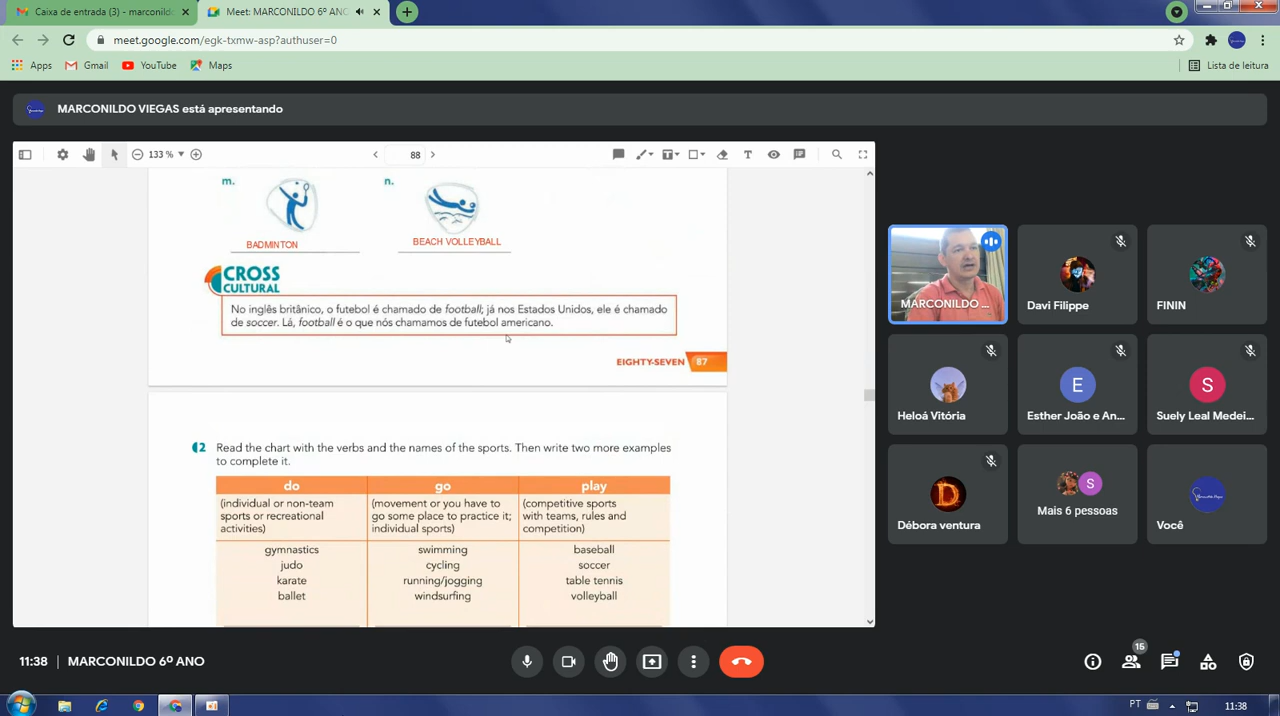 Caixa de entrada (3) - marconildo
Meet: MARCONILDO 6º ANO
meet.google.com/egk-txmw-asp?authuser=0
Apps Gmail YouTube Maps Lista de leitura
MARCONILDO VIEGAS está apresentando
133 % 88
m. n.
BADMINTON BEACH VOLLEYBALL
CROSS
CULTURAL
No inglês britânico, o futebol é chamado de football; já nos Estados Unidos, ele é chamado
de soccer. Lá, football é o que nós chamamos de futebol americano.
EIGHTY-SEVEN 87
2 Read the chart with the verbs and the names of the sports. Then write two more examples
to complete it.
do go play
(individual or non-team
sports or recreational
activities)
(movement or you have to
go some place to practice it;
individual sports)
(competitive sports
with teams, rules and
competition)
gymnastics swimming baseball
judo cycling soccer
karate running/jogging table tennis
ballet windsurfing volleyball
MARCONILDO ...
Davi Filippe
FININ
Heloá Vitória
E
Esther João e An...
S
Suely Leal Medei...
Débora ventura
S
Mais 6 pessoas
Você
11:38 | MARCONILDO 6º ANO
15
PT 11:38